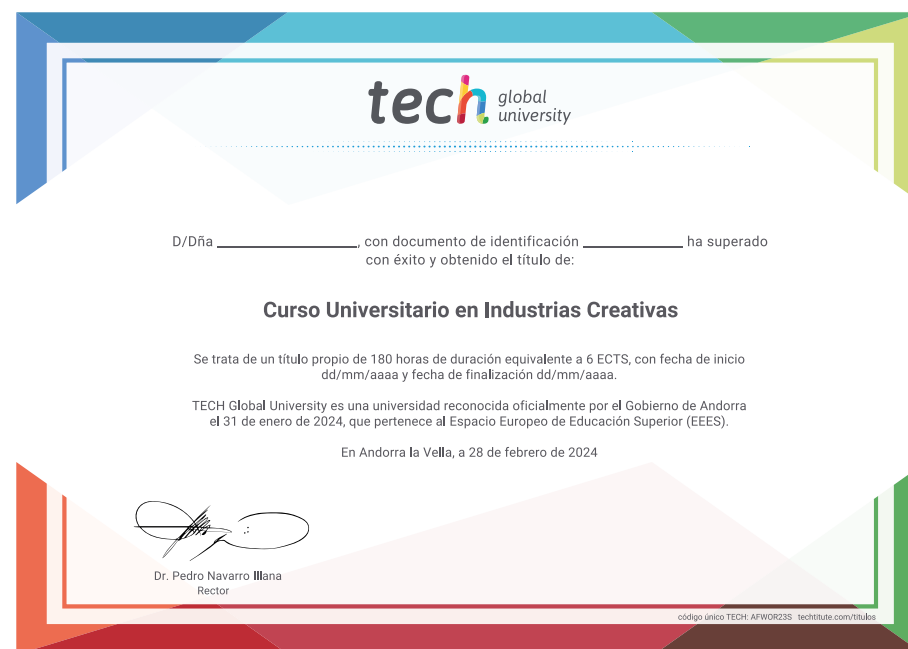 tech global university
D/Dña ____________________, con documento de identificación ______________ ha superado
con éxito y obtenido el título de:
Curso Universitario en Industrias Creativas
Se trata de un título propio de 180 horas de duración equivalente a 6 ECTS, con fecha de inicio
dd/mm/aaaa y fecha de finalización dd/mm/aaaa.
TECH Global University es una universidad reconocida oficialmente por el Gobierno de Andorra
el 31 de enero de 2024, que pertenece al Espacio Europeo de Educación Superior (EEES).
En Andorra la Vella, a 28 de febrero de 2024
Dr. Pedro Navarro Illana
Rector
código único TECH: AFWOR23S techtitute.com/titulos